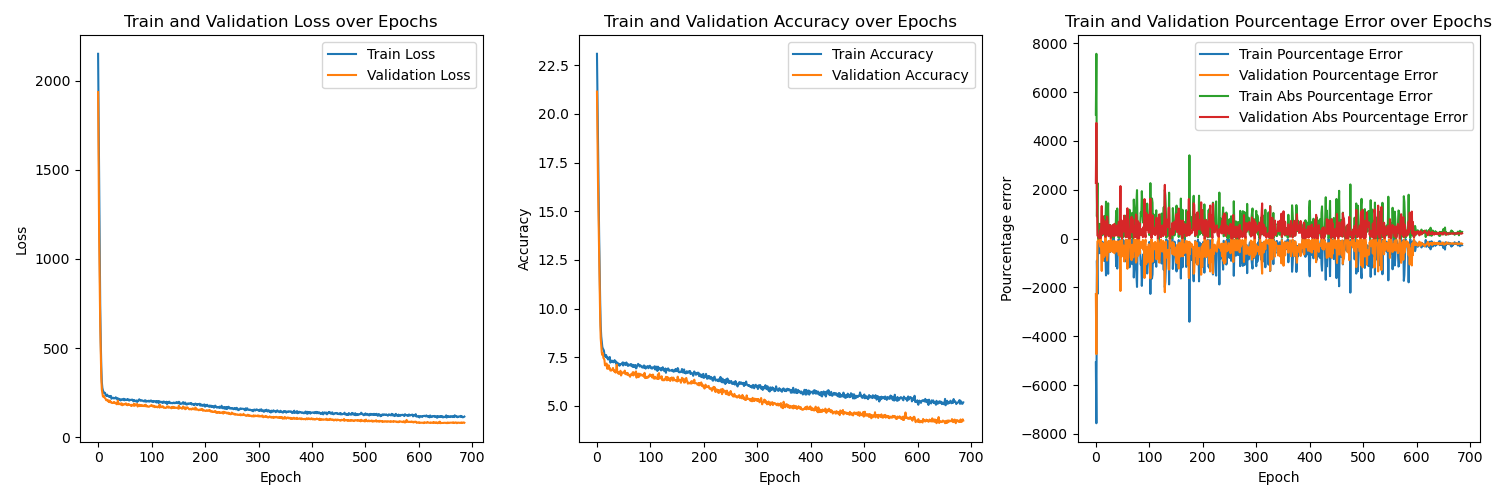 Train and Validation Loss over Epochs
Train Loss
Validation Loss
Loss
2000
1500
1000
500
0
0 100 200 300 400 500 600 700
Epoch
Train and Validation Accuracy over Epochs
Train Accuracy
Validation Accuracy
Accuracy
22.5
20.0
17.5
15.0
12.5
10.0
7.5
5.0
0 100 200 300 400 500 600 700
Epoch
Train and Validation Pourcentage Error over Epochs
Train Pourcentage Error
Validation Pourcentage Error
Train Abs Pourcentage Error
Validation Abs Pourcentage Error
Pourcentage error
8000
6000
4000
2000
0
−2000
−4000
−6000
−8000
0 100 200 300 400 500 600 700
Epoch